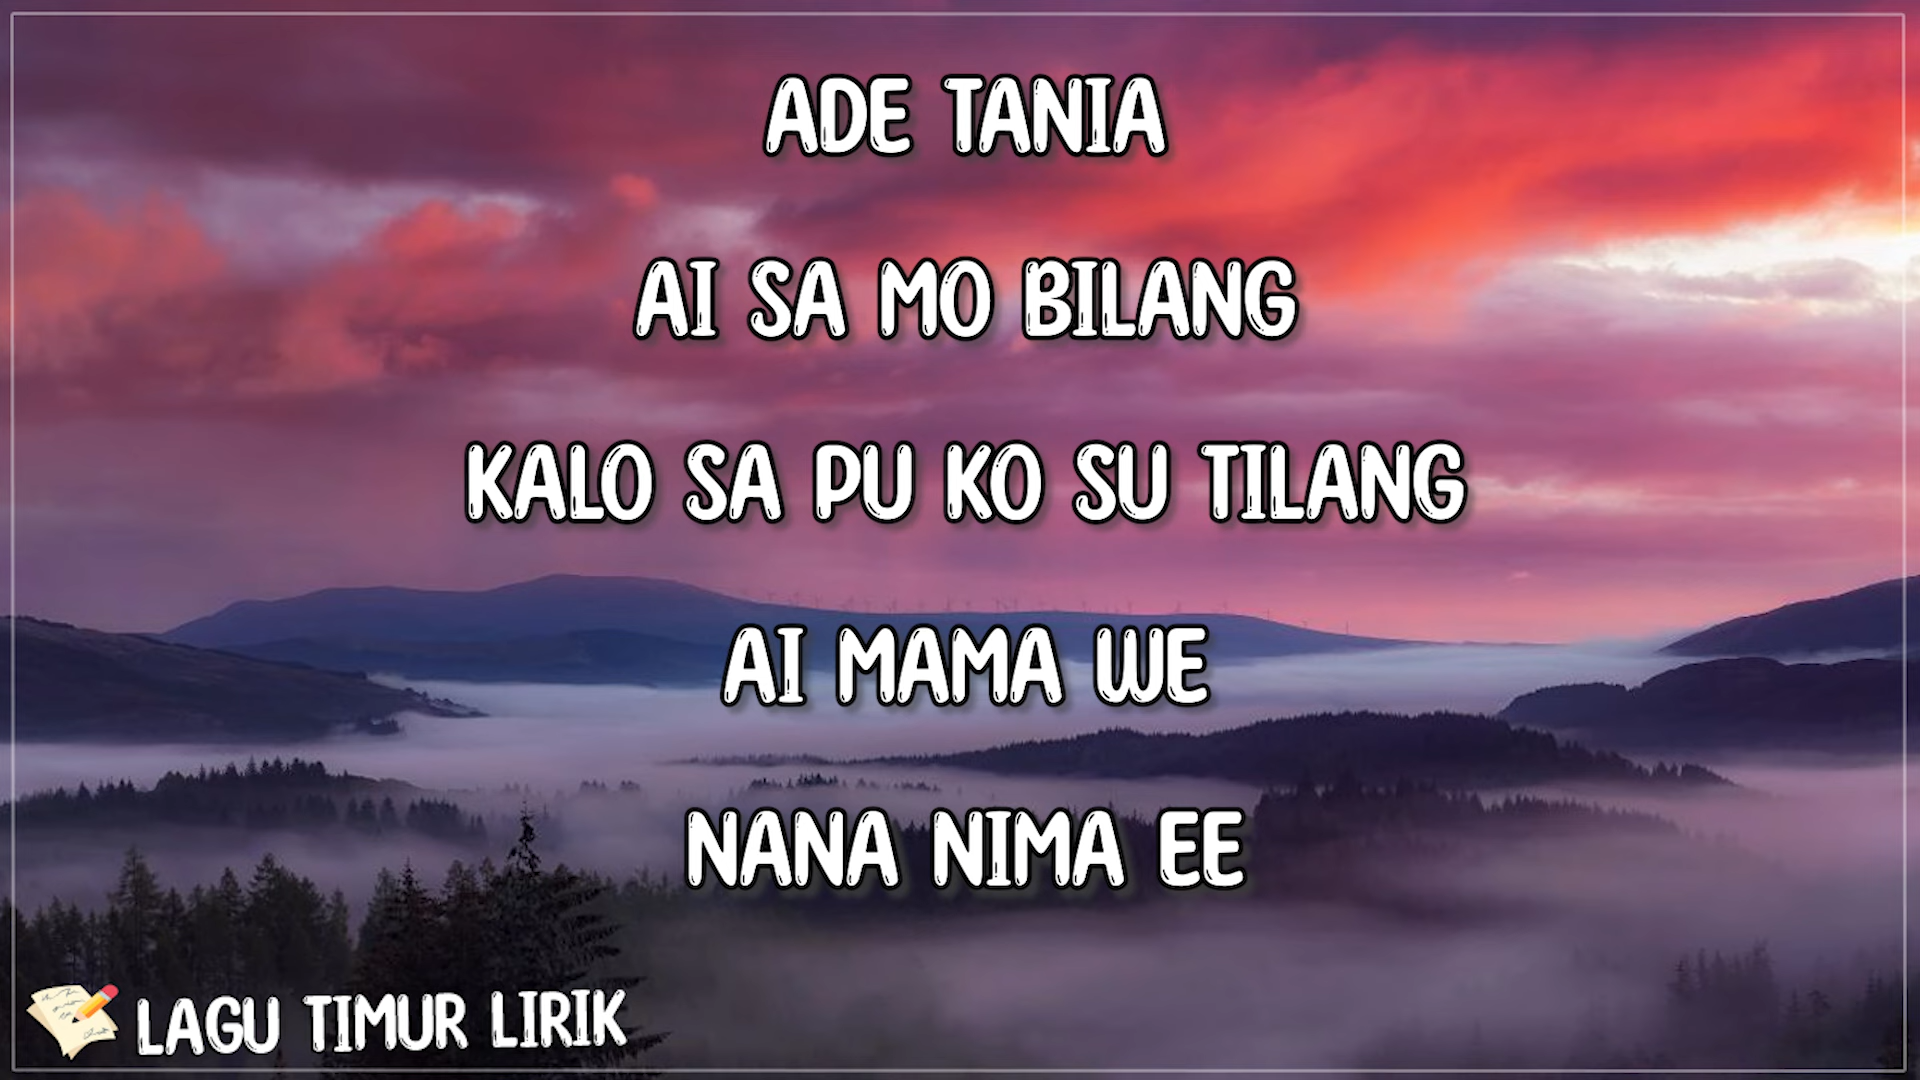 ADE TANIA
AI SA MO BILANG
KALO SA PU KO SU TILANG
AI MAMA WE
NANA NIMA EE
LAGU TIMUR LIRIK